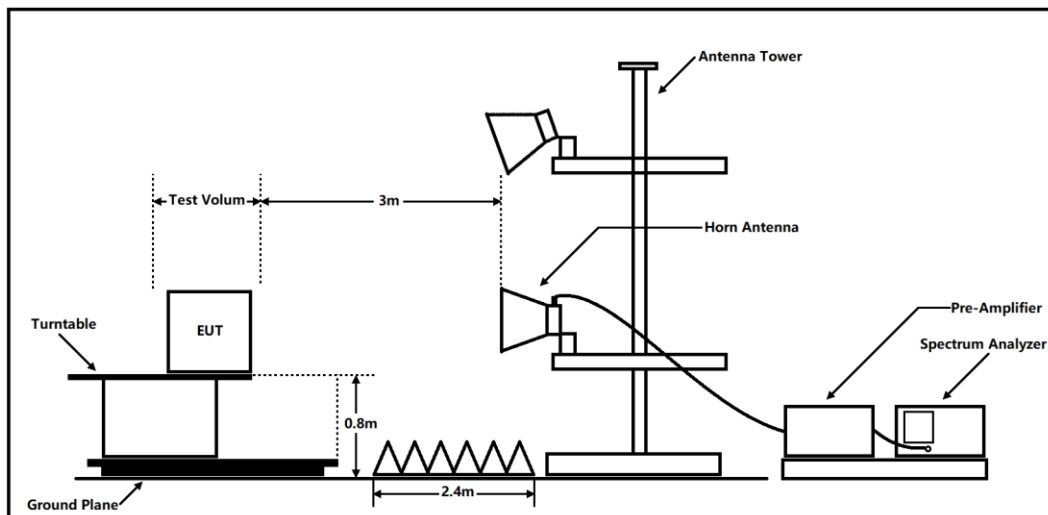 Antenna Tower
Test Volum
3m
Horn Antenna
EUT
Turntable
Pre-Amplifier
Spectrum Analyzer
0.8m
2.4m
Ground Plane